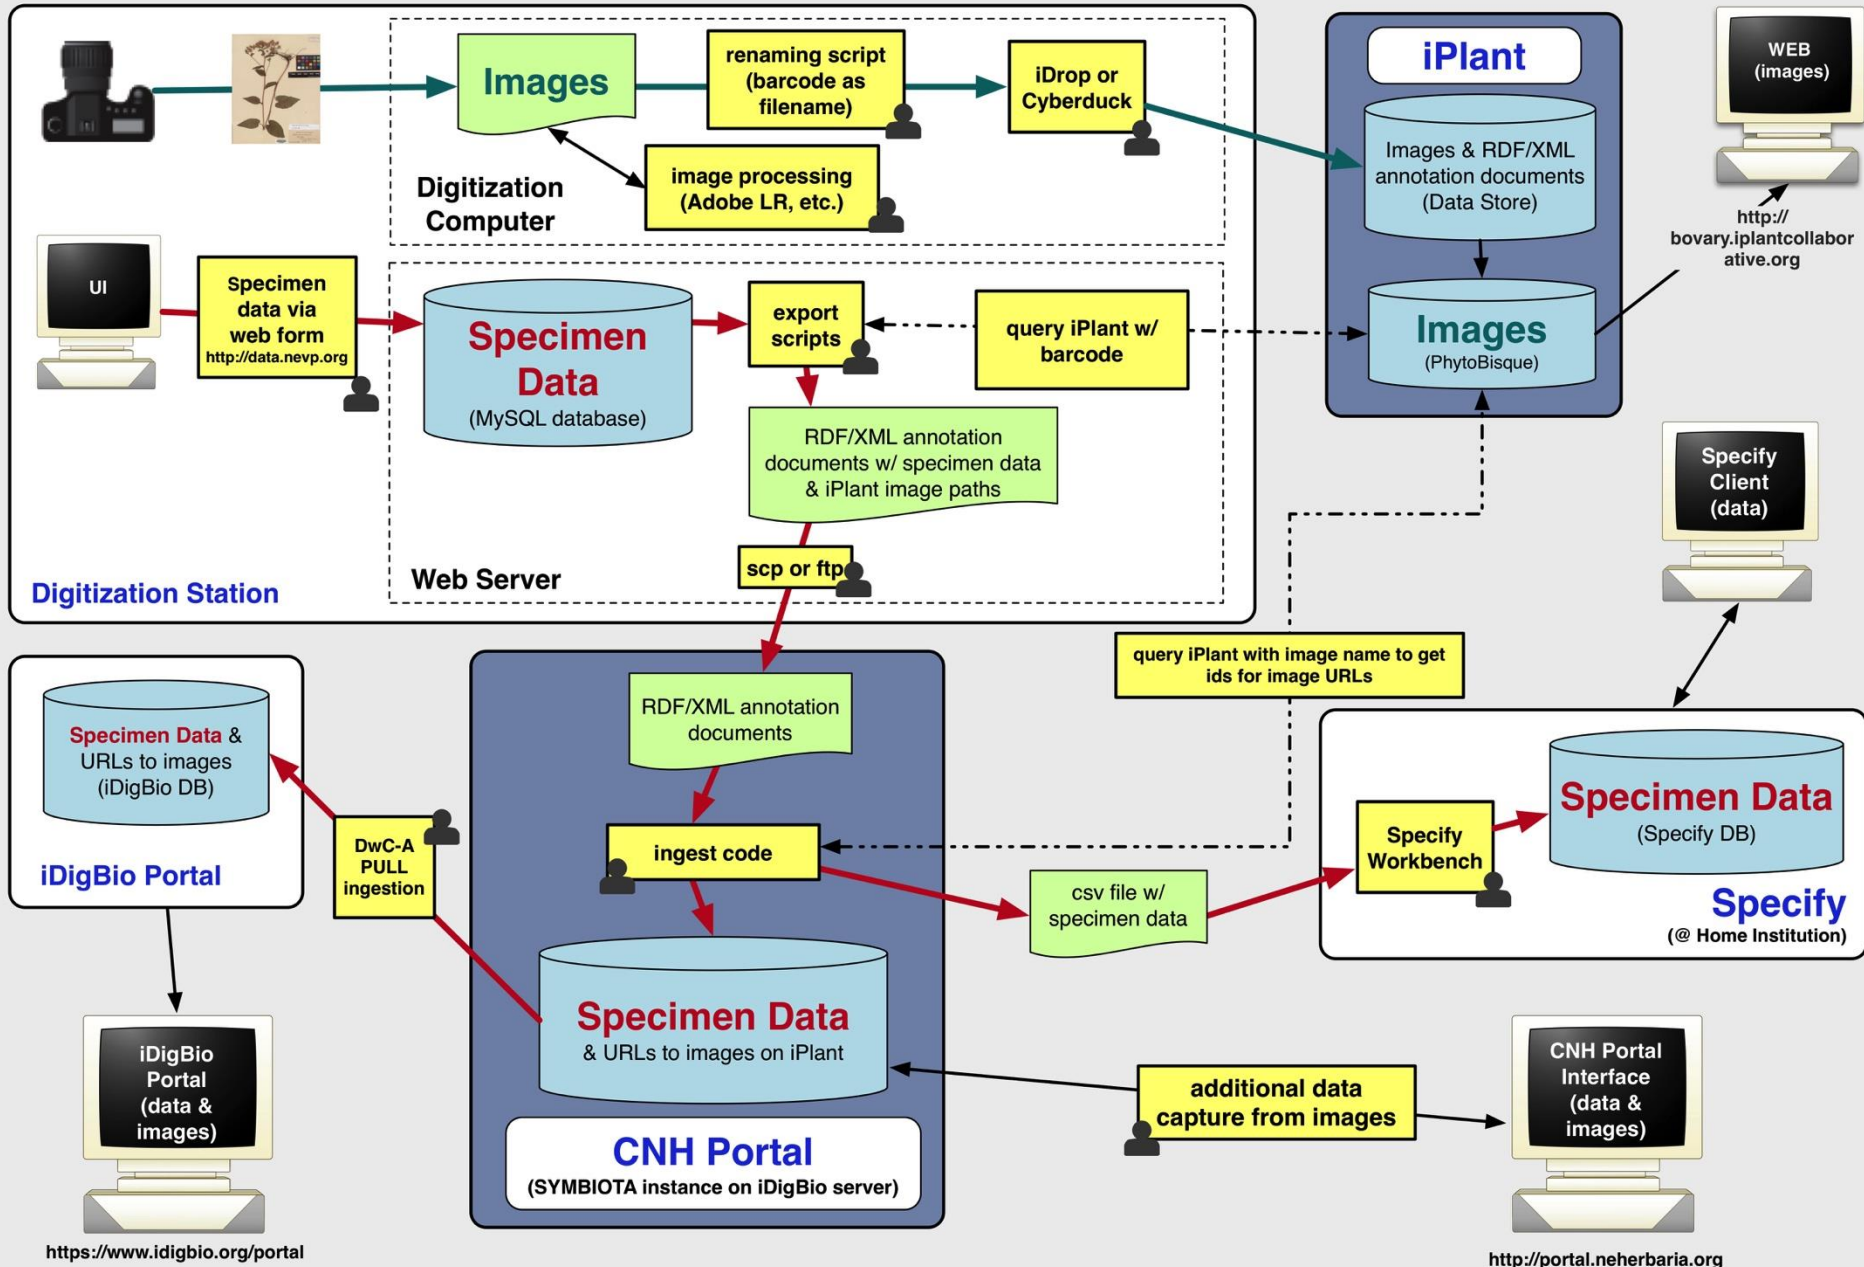 Images
renaming script
(barcode as
filename)
iDrop or
Cyberduck
image processing
(Adobe LR, etc.)
Digitization
Computer
iPlant
Images & RDF/XML
annotation documents
(Data Store)
Images
(PhytoBisque)
WEB
(images)
http://
bovary.iplantcollabor
ative.org
UI
Specimen
data via
web form
http://data.nevp.org
Specimen
Data
(MySQL database)
export
scripts
query iPlant w/
barcode
RDF/XML annotation
documents w/ specimen data
& iPlant image paths
scp or ftp
Web Server
Digitization Station
Specify
Client
(data)
query iPlant with image name to get
ids for image URLs
Specimen Data &
URLs to images
(iDigBio DB)
iDigBio Portal
DwC-A
PULL
ingestion
RDF/XML annotation
documents
ingest code
csv file w/
specimen data
Specify
Workbench
Specimen Data
(Specify DB)
Specify
(@ Home Institution)
Specimen Data
& URLs to images on iPlant
CNH Portal
(SYMBIOTA instance on iDigBio server)
additional data
capture from images
iDigBio
Portal
(data &
images)
https://www.idigbio.org/portal
CNH Portal
Interface
(data &
images)
http://portal.neherbaria.org